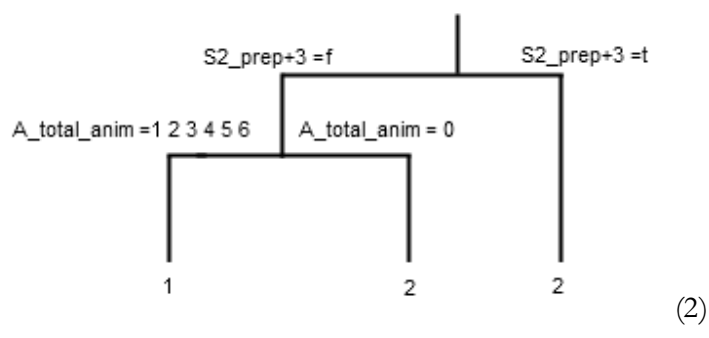 S2_prep+3 =f
S2_prep+3 =t
A_total_anim =1 2 3 4 5 6
A_total_anim = 0
1
2
2
(2)